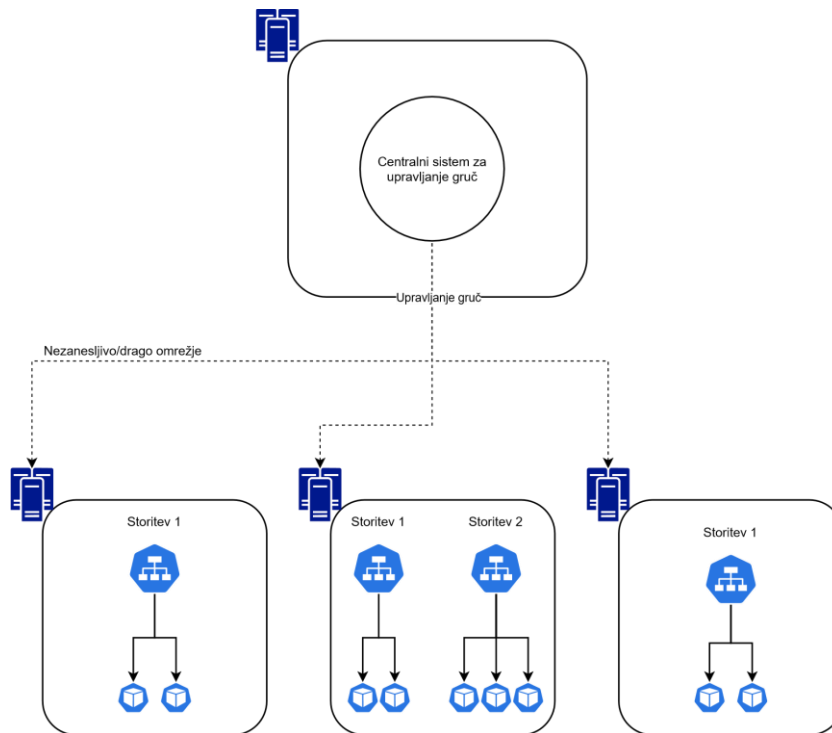 Centralni sistem za
upravljanje gruč
Upravljanje gruč
Nezanesljivo/drago omrežje
Storitev 1
Storitev 1
Storitev 2
Storitev 1